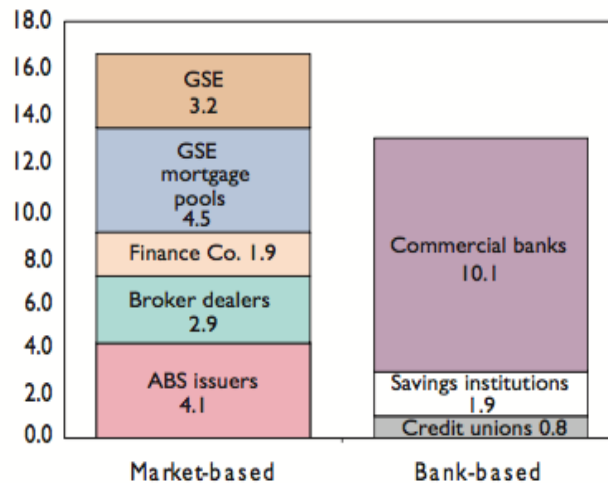 18.0
16.0
14.0
12.0
10.0
8.0
6.0
4.0
2.0
0.0
GSE
3.2
GSE
mortgage
pools
4.5
Finance Co. 1.9
Broker dealers
2.9
ABS issuers
4.1
Commercial banks
10.1
Savings institutions
1.9
Credit unions 0.8
Market-based
Bank-based